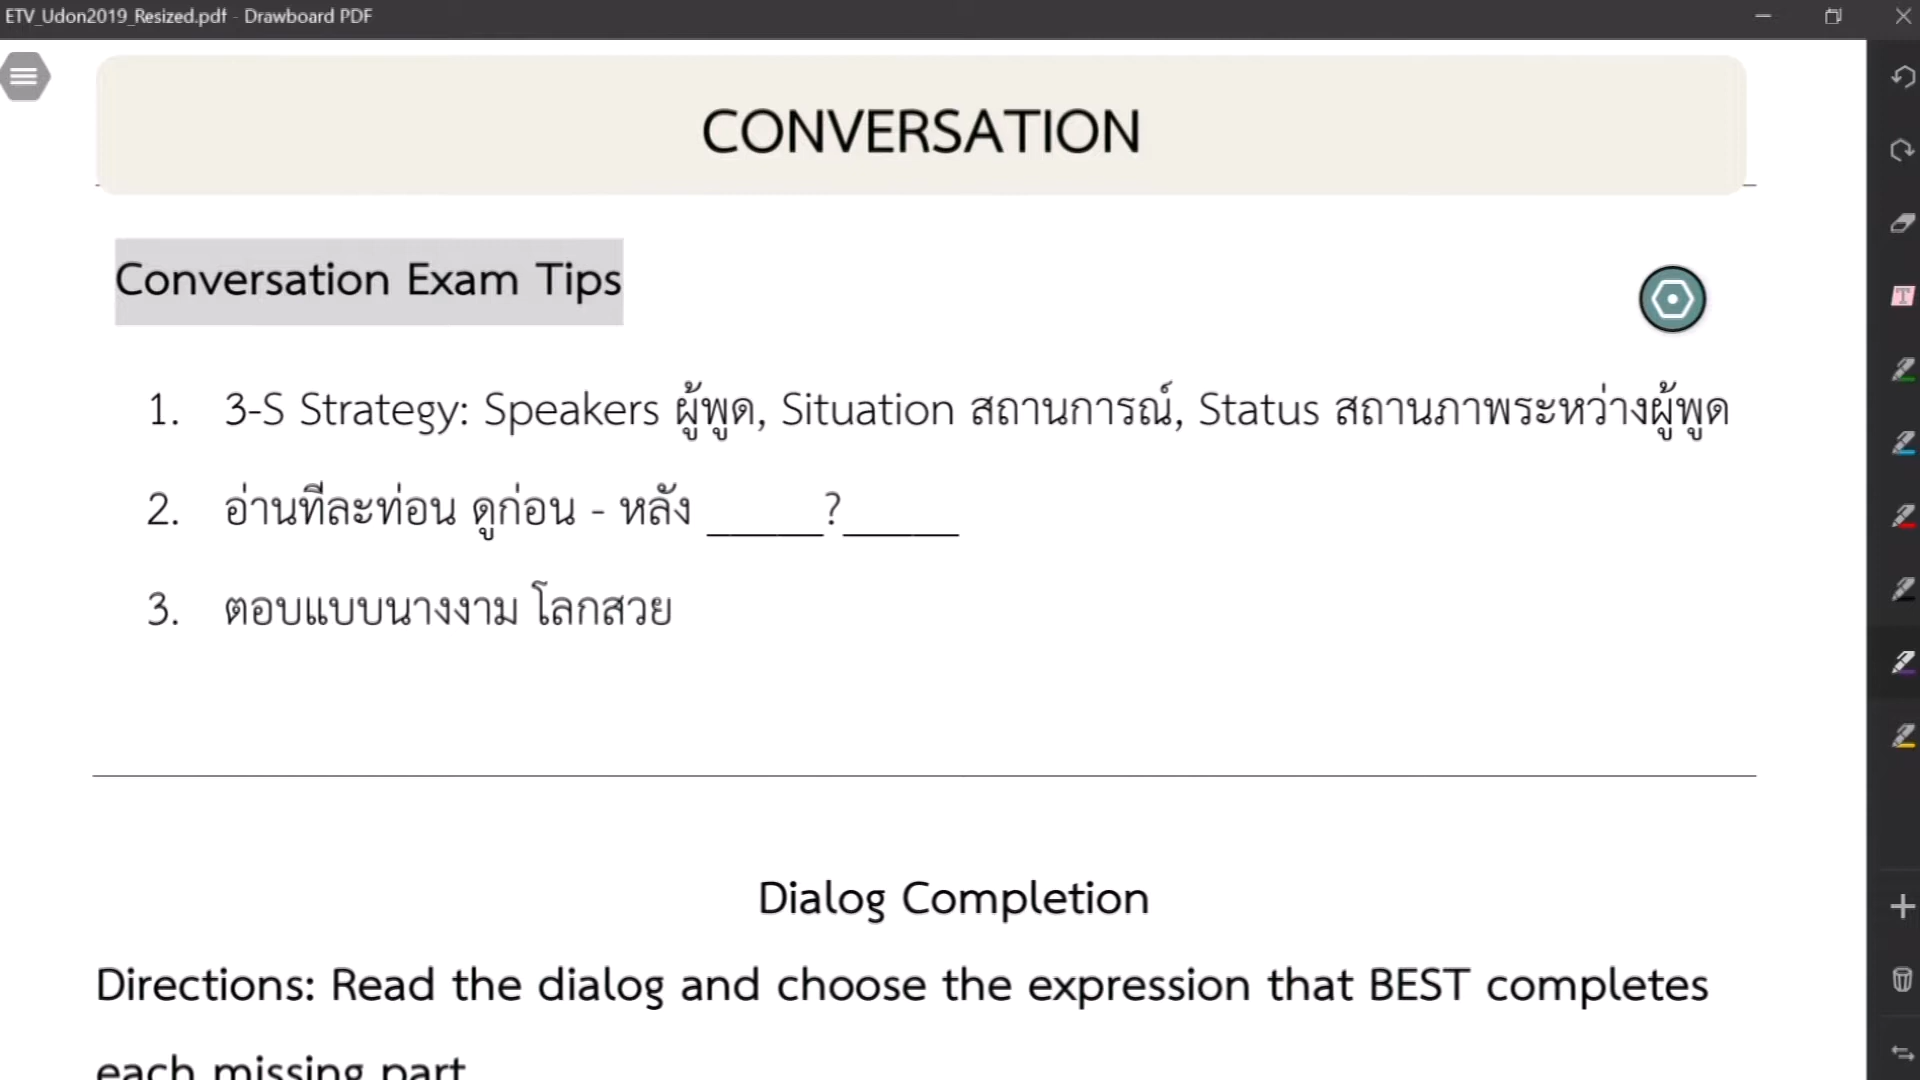 ETV_Udon2019_Resized.pdf - Drawboard PDF
CONVERSATION
Conversation Exam Tips
1. 3-S Strategy: Speakers ผู้พูด, Situation สถานการณ์, Status สถานภาพระหว่างผู้พูด
2. อ่านทีละท่อน ดูก่อน - หลัง _____?_____
3. ตอบแบบนางงาม โลกสวย
Dialog Completion
Directions: Read the dialog and choose the expression that BEST completes
each missing part